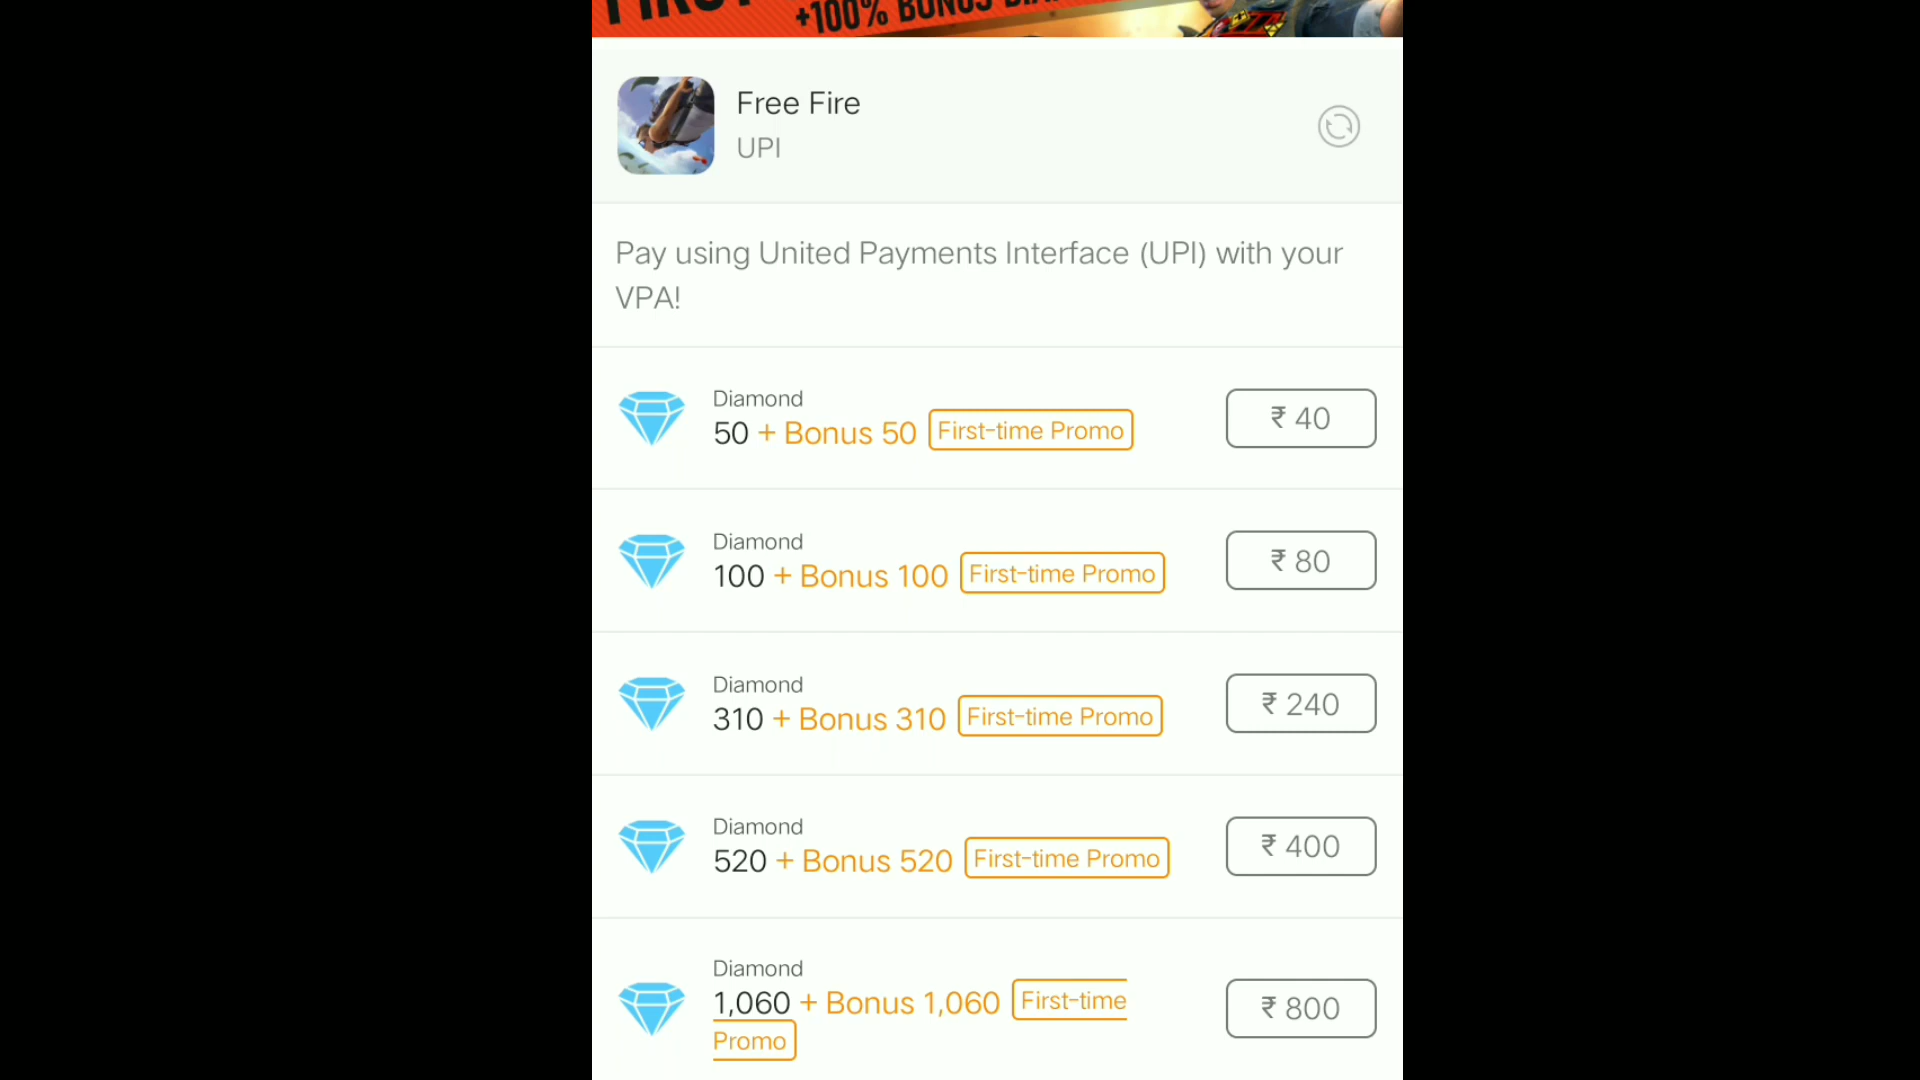 +100% BONUS
Free Fire
UPI
Pay using United Payments Interface (UPI) with your
VPA!
Diamond
50 + Bonus 50 First-time Promo
₹ 40
Diamond
100 + Bonus 100 First-time Promo
₹ 80
Diamond
310 + Bonus 310 First-time Promo
₹ 240
Diamond
520 + Bonus 520 First-time Promo
₹ 400
Diamond
1,060 + Bonus 1,060 First-time
Promo
₹ 800